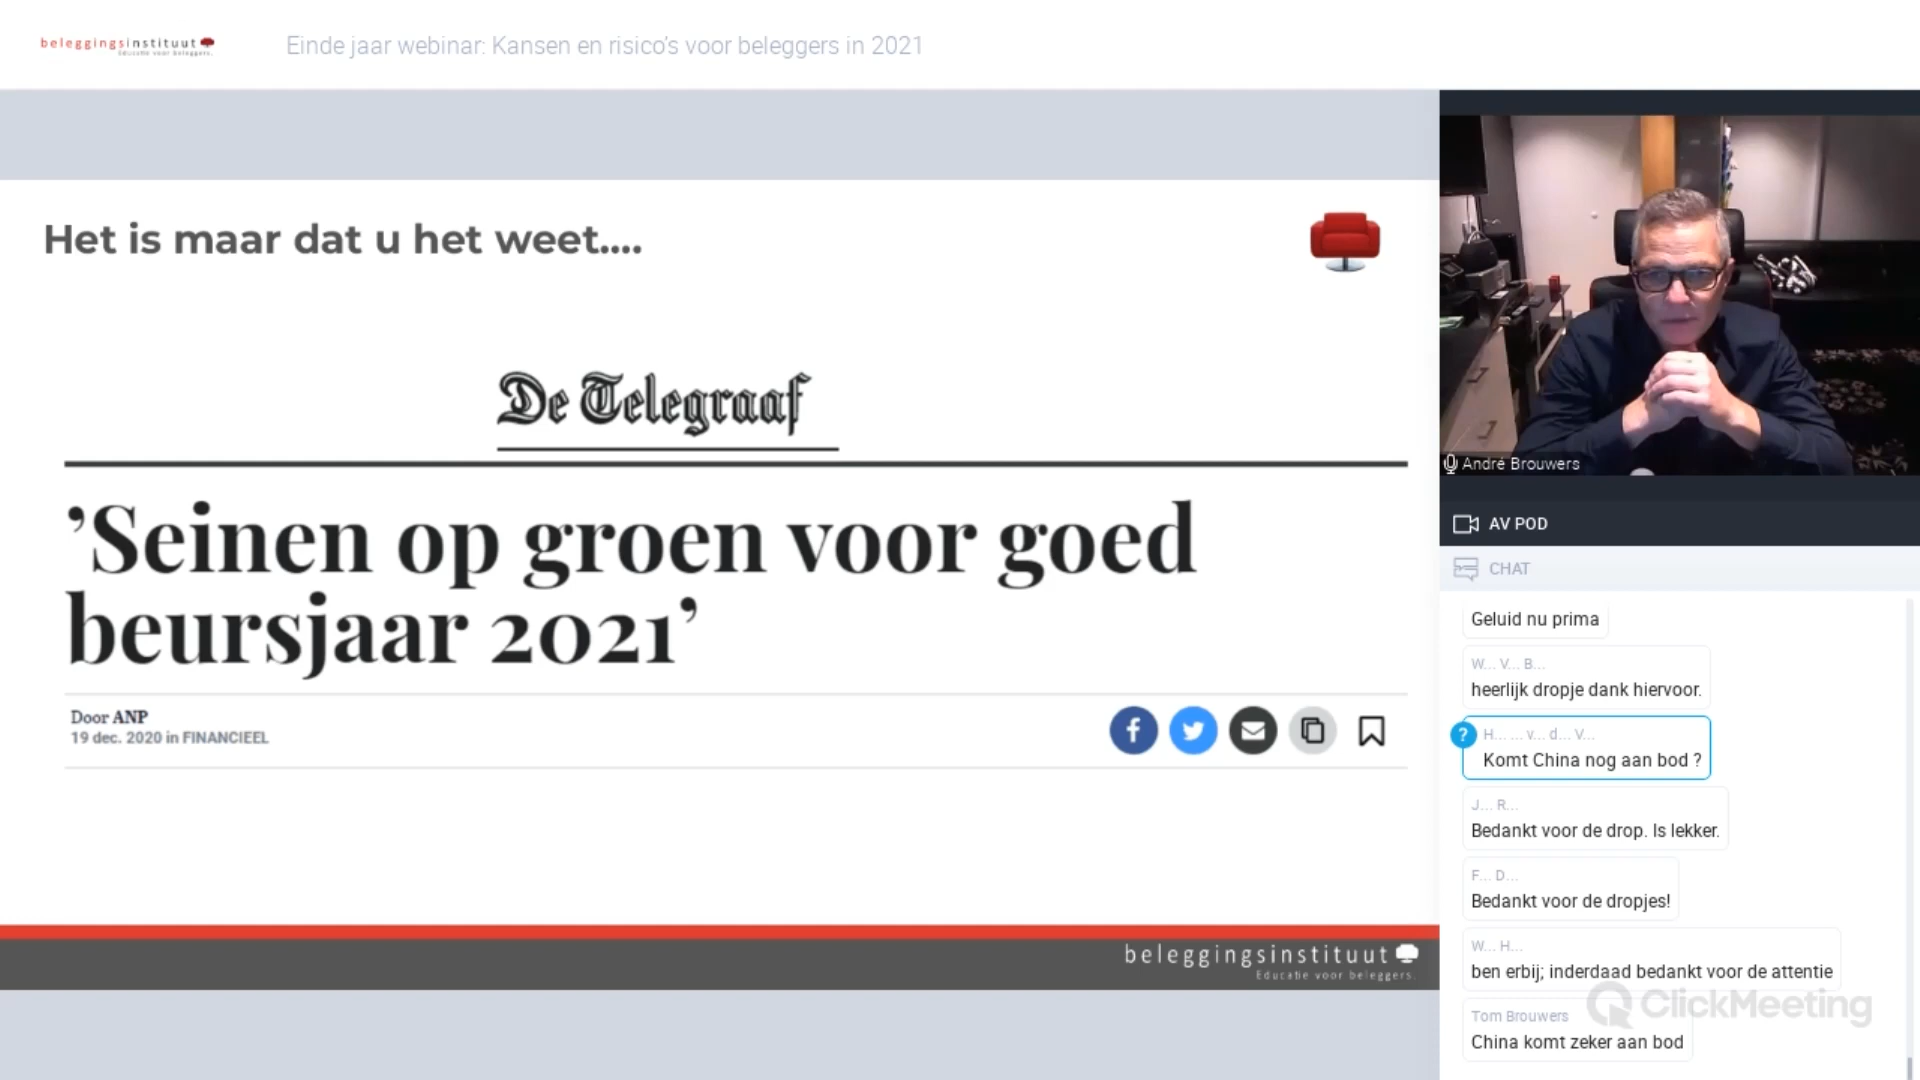 beleggingsinstituut
Educatie voor beleggers.
Einde jaar webinar: Kansen en risico's voor beleggers in 2021
Het is maar dat u het weet....
De Telegraaf
’Seinen op groen voor goed
beursjaar 2021’
Door ANP
19 dec. 2020 in FINANCIEEL
beleggingsinstituut
Educatie voor beleggers.
André Brouwers
AV POD
CHAT
Geluid nu prima
W... V... B...
heerlijk dropje dank hiervoor.
?
H... ... v... d... V...
Komt China nog aan bod ?
J... R...
Bedankt voor de drop. Is lekker.
F... D...
Bedankt voor de dropjes!
W... H...
ben erbij; inderdaad bedankt voor de attentie
ClickMeeting
Tom Brouwers
China komt zeker aan bod